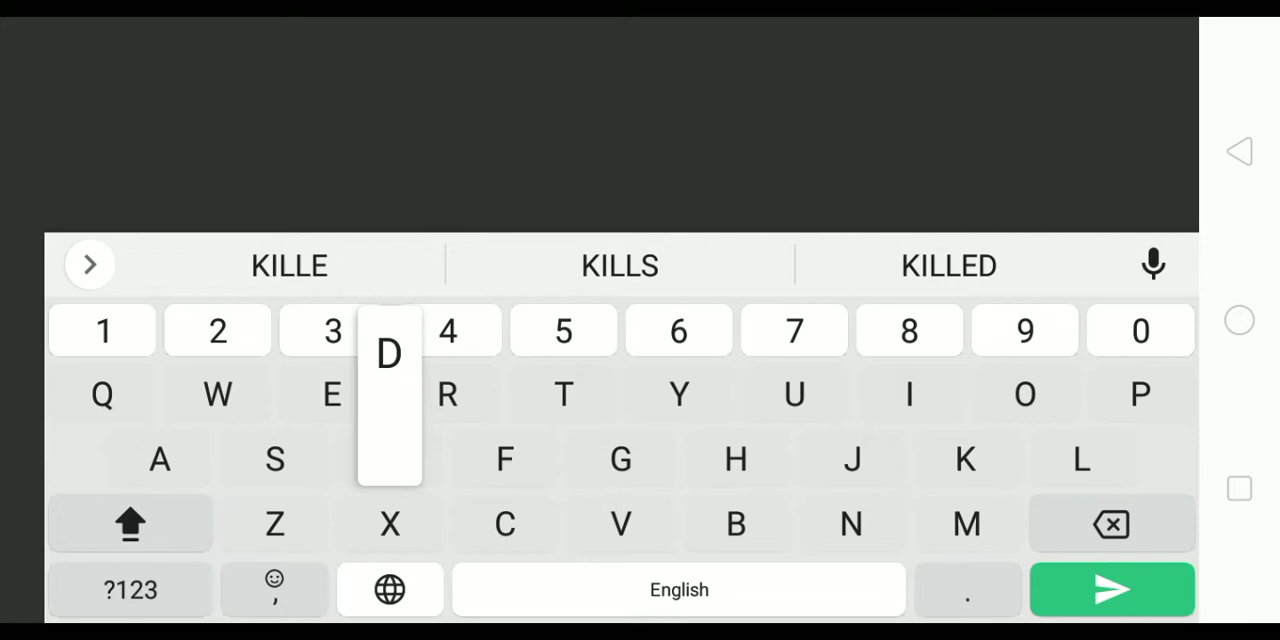 KILLE KILLS KILLED
1 2 3 4 5 6 7 8 9 0
Q W E R T Y U I O P
A S D F G H J K L
Z X C V B N M
?123 , English .